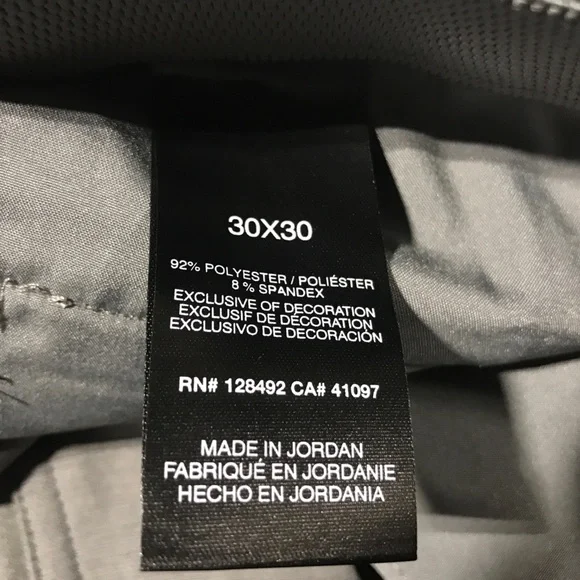 30X30
92% POLYESTER / POLIÉSTER
8 % SPANDEX
EXCLUSIVE OF DECORATION
EXCLUSIF DE DÉCORATION
EXCLUSIVO DE DECORACIÓN
RN# 128492 CA# 41097
MADE IN JORDAN
FABRIQUÉ EN JORDANIE
HECHO EN JORDANIA